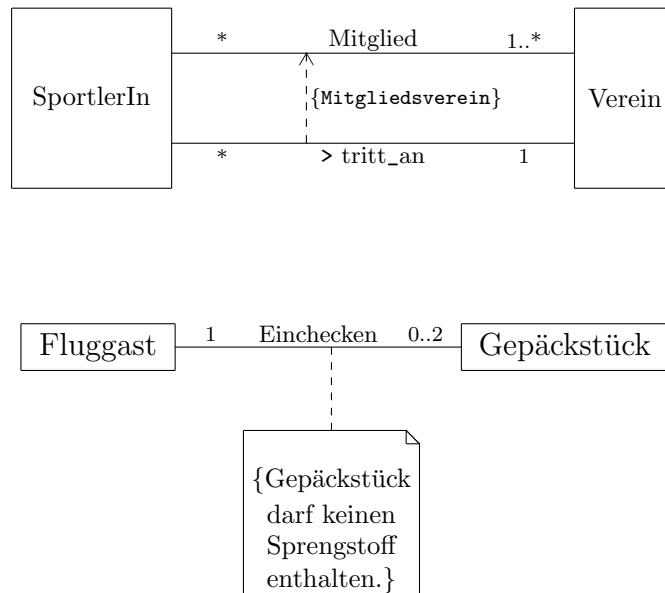 * Mitglied 1..*
SportlerIn {Mitgliedsverein} Verein
* > tritt_an 1
Fluggast 1 Einchecken 0..2 Gepäckstück
{Gepäckstück
darf keinen
Sprengstoff
enthalten.}